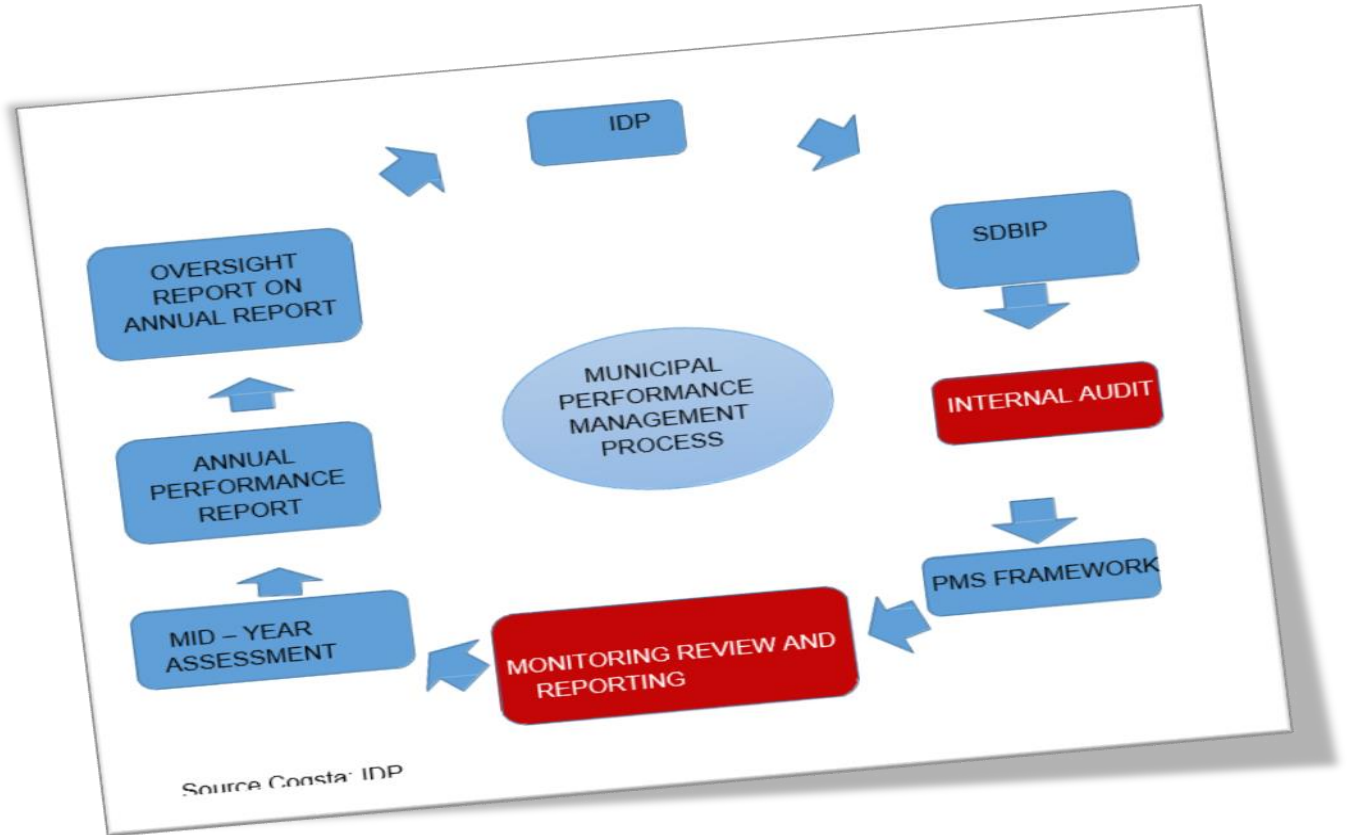 IDP
SDBIP
INTERNAL AUDIT
PMS FRAMEWORK
MONITORING REVIEW AND
REPORTING
MID – YEAR
ASSESSMENT
ANNUAL
PERFORMANCE
REPORT
OVERSIGHT
REPORT ON
ANNUAL REPORT
MUNICIPAL
PERFORMANCE
MANAGEMENT
PROCESS
Source Cogsta: IDP